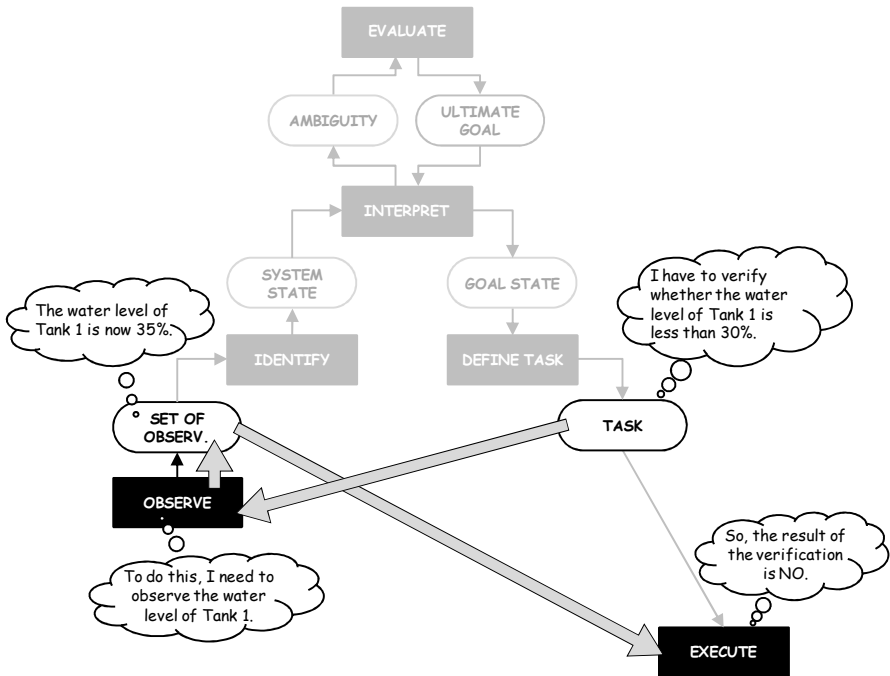 EVALUATE
AMBIGUITY
ULTIMATE
GOAL
INTERPRET
SYSTEM
STATE
GOAL STATE
I have to verify
whether the water
level of Tank 1 is
less than 30%.
The water level of
Tank 1 is now 35%.
IDENTIFY
DEFINE TASK
SET OF
OBSERV.
TASK
OBSERVE
So, the result of
the verification
is NO.
To do this, I need to
observe the water
level of Tank 1.
EXECUTE